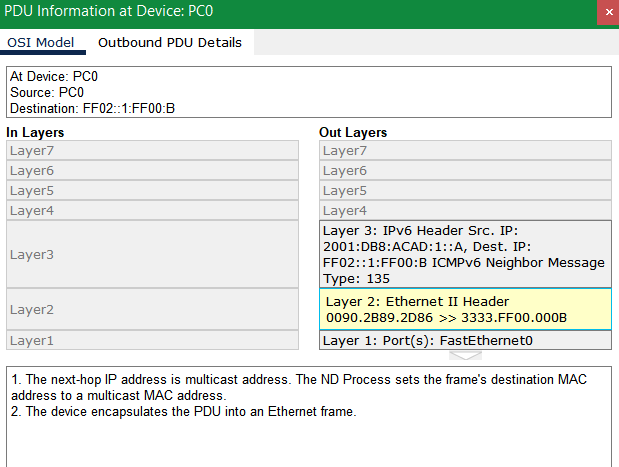 PDU Information at Device: PC0
×
OSI Model
Outbound PDU Details
At Device: PC0
Source: PC0
Destination: FF02::1:FF00:B
In Layers
Layer7
Layer6
Layer5
Layer4
Layer3
Layer2
Layer1
Out Layers
Layer7
Layer6
Layer5
Layer4
Layer 3: IPv6 Header Src. IP:
2001:DB8:ACAD:1::A, Dest. IP:
FF02::1:FF00:B ICMPv6 Neighbor Message
Type: 135
Layer 2: Ethernet II Header
0090.2B89.2D86 >> 3333.FF00.000B
Layer 1: Port(s): FastEthernet0
1. The next-hop IP address is multicast address. The ND Process sets the frame's destination MAC
address to a multicast MAC address.
2. The device encapsulates the PDU into an Ethernet frame.